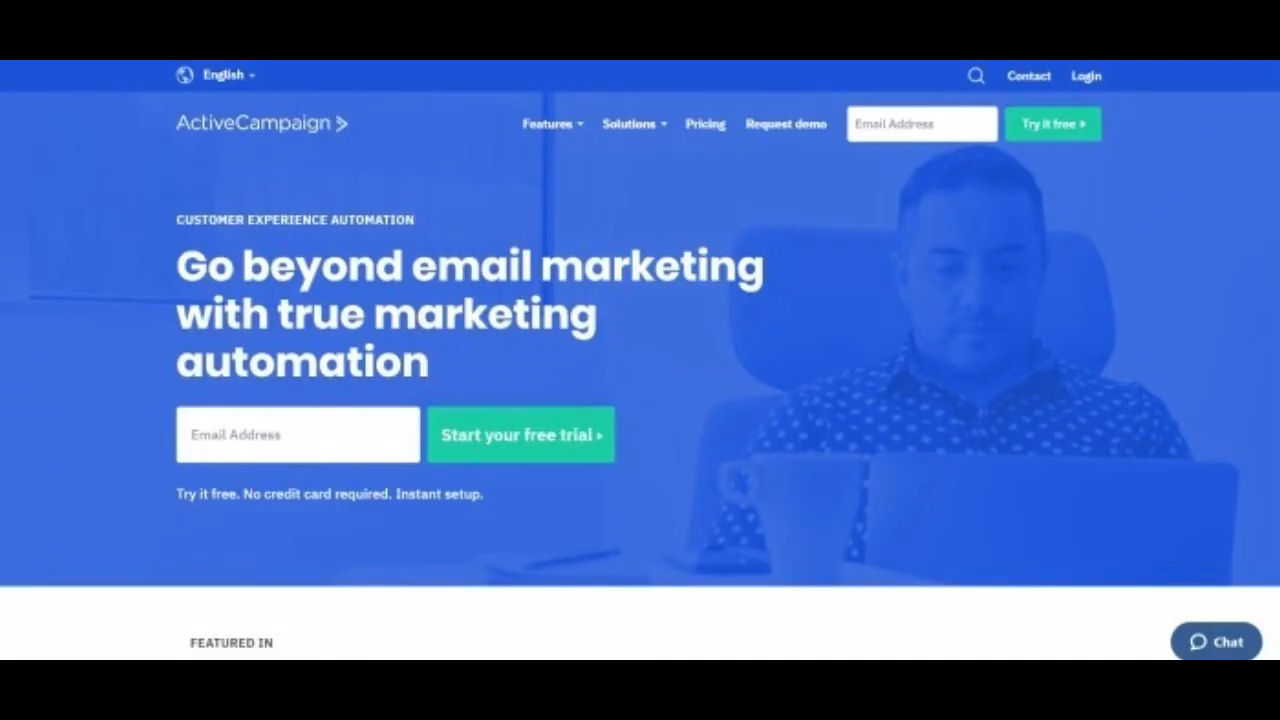 English
Contact
Login
ActiveCampaign
Features
Solutions
Pricing
Request demo
Email Address
Try it free
CUSTOMER EXPERIENCE AUTOMATION
Go beyond email marketing
with true marketing
automation
Email Address
Start your free trial
Try it free. No credit card required. Instant setup.
FEATURED IN
Chat